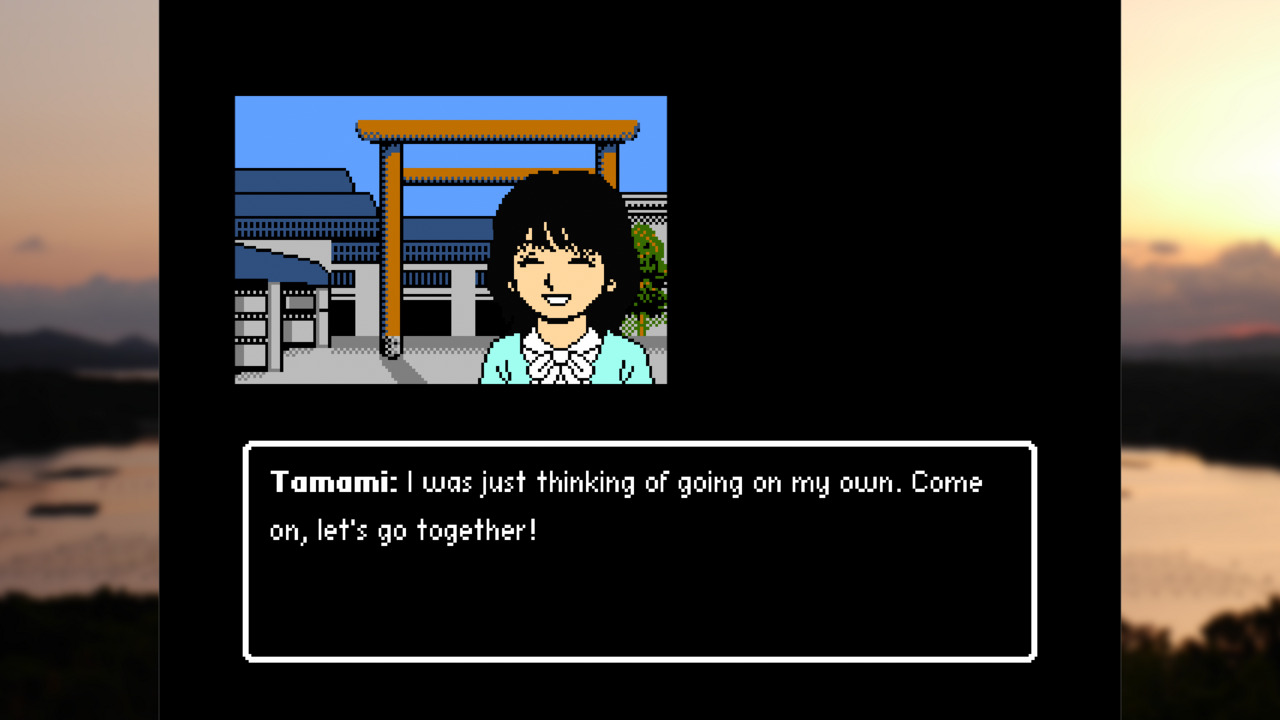 Tamami: I was just thinking of going on my own. Come
on, let's go together!